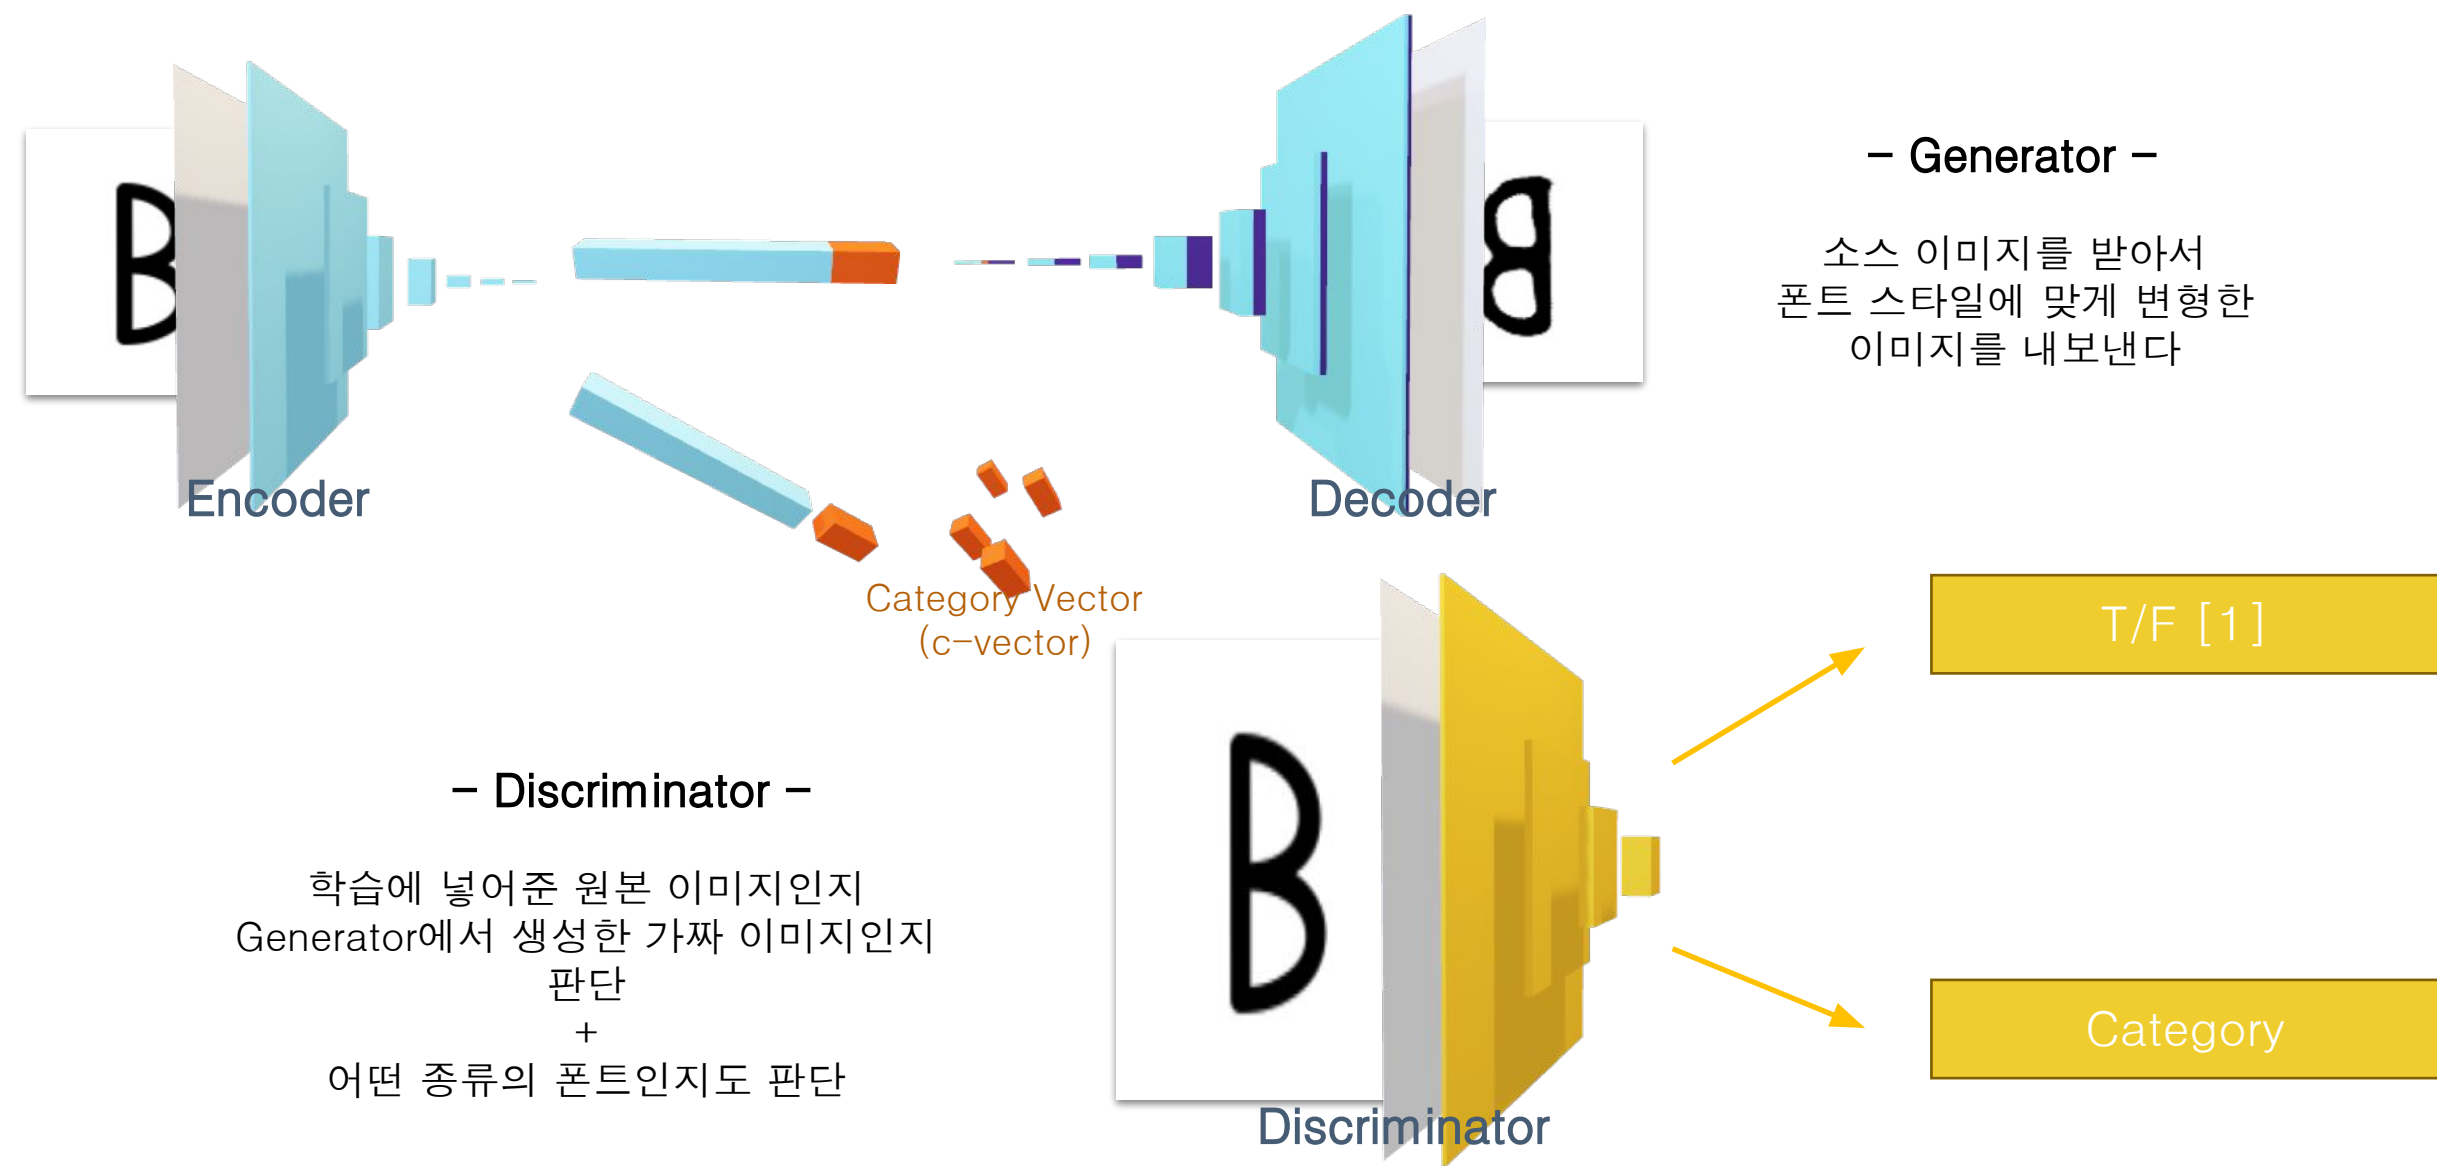 B
B
- Generator -
소스 이미지를 받아서
폰트 스타일에 맞게 변형한
이미지를 내보낸다
Encoder
Decoder
Category Vector
(c-vector)
T/F [1]
- Discriminator -
학습에 넣어준 원본 이미지인지
Generator에서 생성한 가짜 이미지인지
판단
+
어떤 종류의 폰트인지도 판단
B
Category
Discriminator